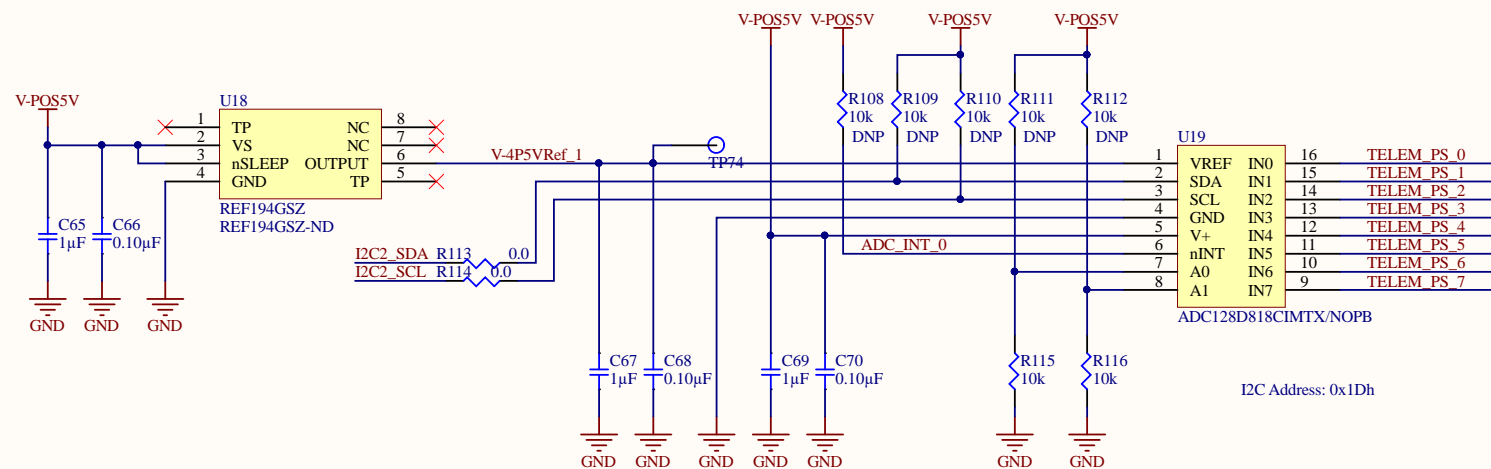 V-POS5V V-POS5V V-POS5V V-POS5V
V-POS5V
U18
1 TP NC 8
2 VS NC 7
3 nSLEEP OUTPUT 6
4 GND TP 5
REF194GSZ
REF194GSZ-ND
V-4P5VRef_1
TP74
C65
1µF
C66
0.10µF
GND GND GND
R108
10k
R109
10k
DNP
R110
10k
DNP
R111
10k
DNP
R112
10k
DNP
I2C2_SDA R113 0.0
I2C2_SCL R114 0.0
ADC_INT_0
U19
1 VREF IN0 16 TELEM_PS_0
2 SDA IN1 15 TELEM_PS_1
3 SCL IN2 14 TELEM_PS_2
4 GND IN3 13 TELEM_PS_3
5 V+ IN4 12 TELEM_PS_4
6 nINT IN5 11 TELEM_PS_5
7 A0 IN6 10 TELEM_PS_6
8 A1 IN7 9 TELEM_PS_7
ADC128D818CIMTX/NOPB
C67
1µF
C68
0.10µF
C69
1µF
C70
0.10µF
R115
10k
R116
10k
I2C Address: 0x1Dh
GND GND GND GND GND GND GND